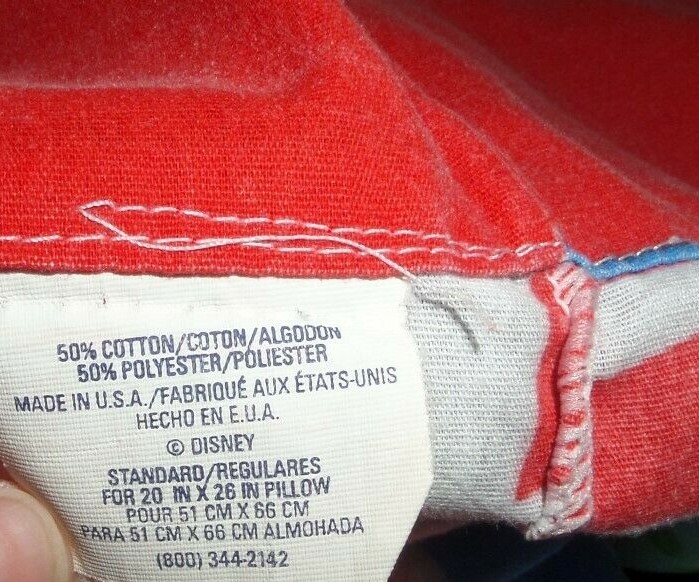 50% COTTON/COTON/ALGODON
50% POLYESTER/POLIESTER
MADE IN U.S.A./FABRIQUÉ AUX ÉTATS-UNIS
HECHO EN E.U.A.
© DISNEY
STANDARD/REGULARES
FOR 20 IN X 26 IN PILLOW
POUR 51 CM X 66 CM
PARA 51 CM X 66 CM ALMOHADA
(800) 344-2142